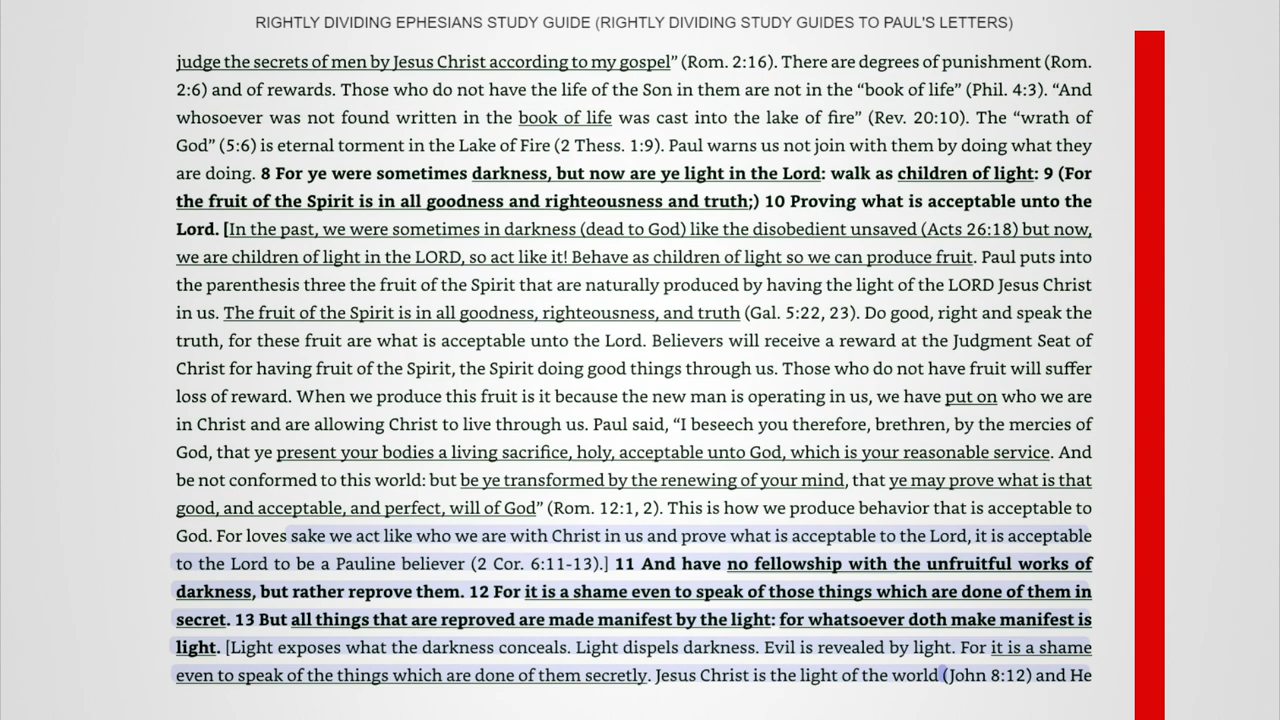 RIGHTLY DIVIDING EPHESIANS STUDY GUIDE (RIGHTLY DIVIDING STUDY GUIDES TO PAUL'S LETTERS)
judge the secrets of men by Jesus Christ according to my gospel” (Rom. 2:16). There are degrees of punishment (Rom.
2:6) and of rewards. Those who do not have the life of the Son in them are not in the “book of life” (Phil. 4:3). “And
whosoever was not found written in the book of life was cast into the lake of fire” (Rev. 20:10). The “wrath of
God” (5:6) is eternal torment in the Lake of Fire (2 Thess. 1:9). Paul warns us not join with them by doing what they
are doing. 8 For ye were sometimes darkness, but now are ye light in the Lord: walk as children of light: 9 (For
the fruit of the Spirit is in all goodness and righteousness and truth;) 10 Proving what is acceptable unto the
Lord. [In the past, we were sometimes in darkness (dead to God) like the disobedient unsaved (Acts 26:18) but now,
we are children of light in the LORD, so act like it! Behave as children of light so we can produce fruit. Paul puts into
the parenthesis three the fruit of the Spirit that are naturally produced by having the light of the LORD Jesus Christ
in us. The fruit of the Spirit is in all goodness, righteousness, and truth (Gal. 5:22, 23). Do good, right and speak the
truth, for these fruit are what is acceptable unto the Lord. Believers will receive a reward at the Judgment Seat of
Christ for having fruit of the Spirit, the Spirit doing good things through us. Those who do not have fruit will suffer
loss of reward. When we produce this fruit is it because the new man is operating in us, we have put on who we are
in Christ and are allowing Christ to live through us. Paul said, “I beseech you therefore, brethren, by the mercies of
God, that ye present your bodies a living sacrifice, holy, acceptable unto God, which is your reasonable service. And
be not conformed to this world: but be ye transformed by the renewing of your mind, that ye may prove what is that
good, and acceptable, and perfect, will of God” (Rom. 12:1, 2). This is how we produce behavior that is acceptable to
God. For loves sake we act like who we are with Christ in us and prove what is acceptable to the Lord, it is acceptable
to the Lord to be a Pauline believer (2 Cor. 6:11-13).] 11 And have no fellowship with the unfruitful works of
darkness, but rather reprove them. 12 For it is a shame even to speak of those things which are done of them in
secret. 13 But all things that are reproved are made manifest by the light: for whatsoever doth make manifest is
light. [Light exposes what the darkness conceals. Light dispels darkness. Evil is revealed by light. For it is a shame
even to speak of the things which are done of them secretly. Jesus Christ is the light of the world (John 8:12) and He